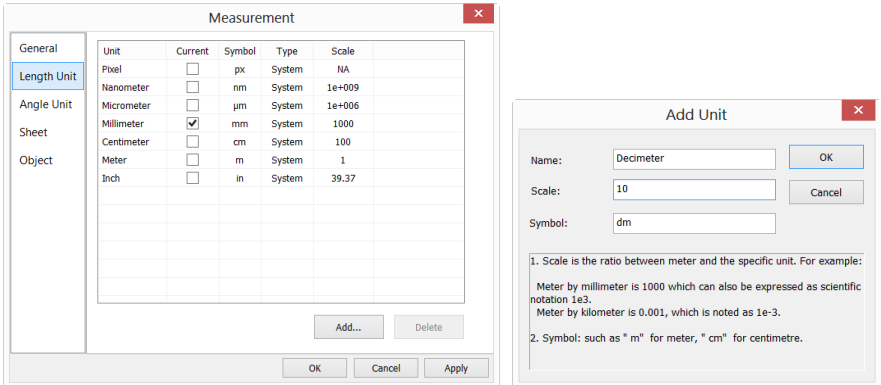 Measurement
General
Length Unit
Angle Unit
Sheet
Object
Unit Current Symbol Type Scale
Pixel px System NA
Nanometer nm System 1e+009
Micrometer µm System 1e+006
Millimeter mm System 1000
Centimeter cm System 100
Meter m System 1
Inch in System 39.37
Add... Delete
OK Cancel Apply
Add Unit
Name: Decimeter OK
Scale: 10 Cancel
Symbol: dm
1. Scale is the ratio between meter and the specific unit. For example:
Meter by millimeter is 1000 which can also be expressed as scientific
notation 1e3.
Meter by kilometer is 0.001, which is noted as 1e-3.
2. Symbol: such as " m" for meter, " cm" for centimetre.